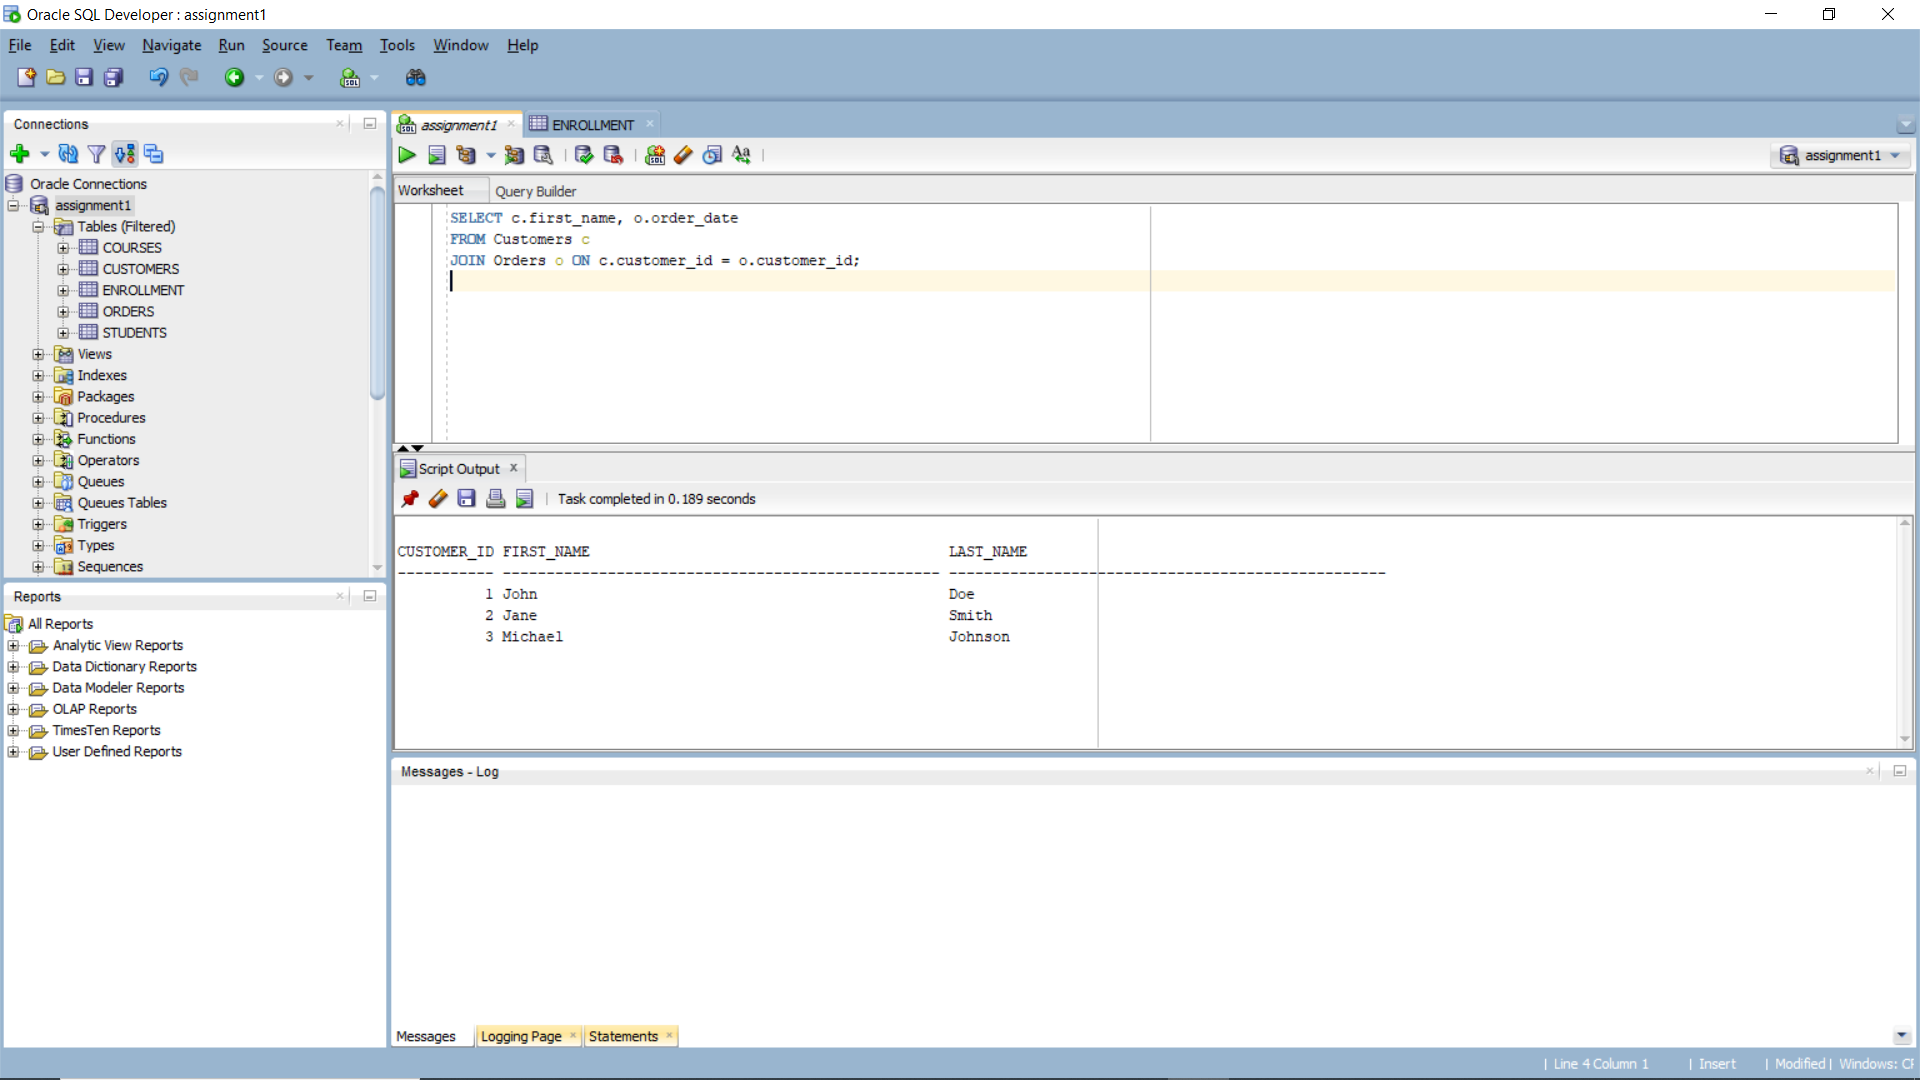 Oracle SQL Developer : assignment1
File Edit View Navigate Run Source Team Tools Window Help
Connections
Oracle Connections
assignment1
Tables (Filtered)
COURSES
CUSTOMERS
ENROLLMENT
ORDERS
STUDENTS
Views
Indexes
Packages
Procedures
Functions
Operators
Queues
Queues Tables
Triggers
Types
Sequences
Reports
All Reports
Analytic View Reports
Data Dictionary Reports
Data Modeler Reports
OLAP Reports
TimesTen Reports
User Defined Reports
assignment1 ENROLLMENT
assignment1
Worksheet Query Builder
SELECT c.first_name, o.order_date
FROM Customers c
JOIN Orders o ON c.customer_id = o.customer_id;
Script Output
Task completed in 0.189 seconds
CUSTOMER_ID FIRST_NAME LAST_NAME
----------- -------------------------------------------------- --------------------------------------------------
1 John Doe
2 Jane Smith
3 Michael Johnson
Messages - Log
Messages Logging Page Statements
Line 4 Column 1 | Insert | Modified | Windows: